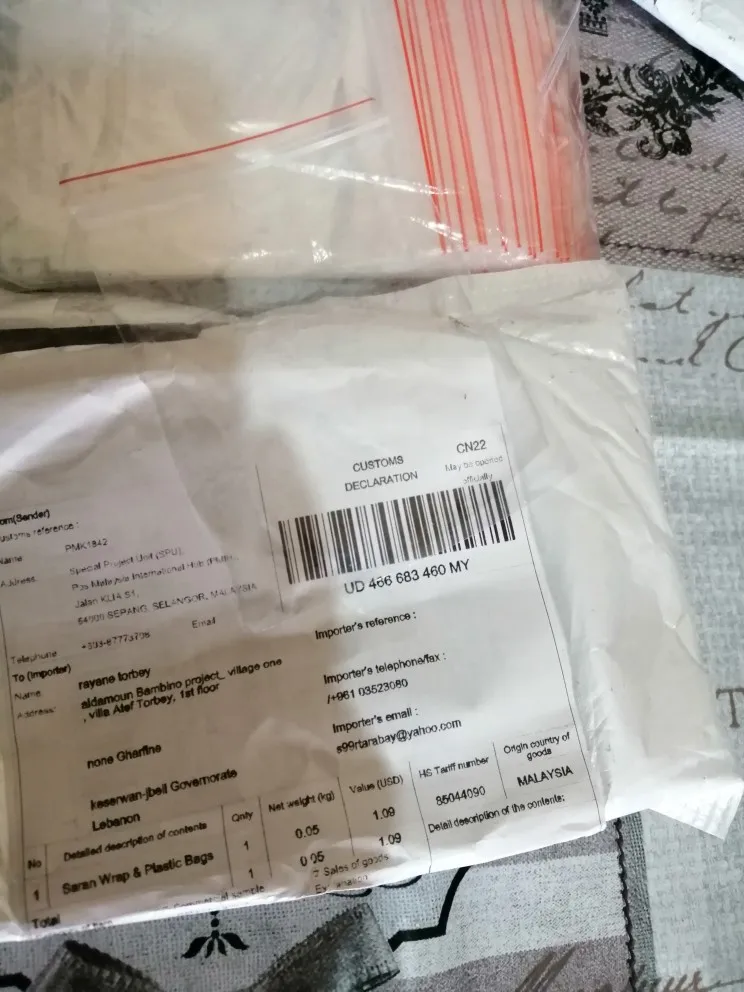 CUSTOMS
DECLARATION
CN22
May be opened
officially
UD 466 683 460 MY
om(Sender)
ustoms reference :
Name
PMK1842
Address
Special Project Unit (SPU),
Pos Malaysia International Hub
Jalan KLIA S1,
64000 SEPANG, SELANGOR, MALAYSIA
Telephone
Email
To (Importer)
Name
rayane torbey
Address:
aldamoun Bambino project,_village one
, villa Atef Torbey, 1st floor
none Gharfine
keserwan-jbeil Governorate
Lebanon
Importer's reference :
Importer's telephone/fax :
/+961 03523080
Importer's email :
s99rtarabay@yahoo.com
No Detailed description of contents Qnty Net weight (kg) Value (USD) HS Tariff number Origin country of
goods
1 Saran Wrap & Plastic Bags 1 0.05 1.09 85044090 MALAYSIA
Total 1 0.05 1.09 Detail description of the contents:
sample
Sales of goods